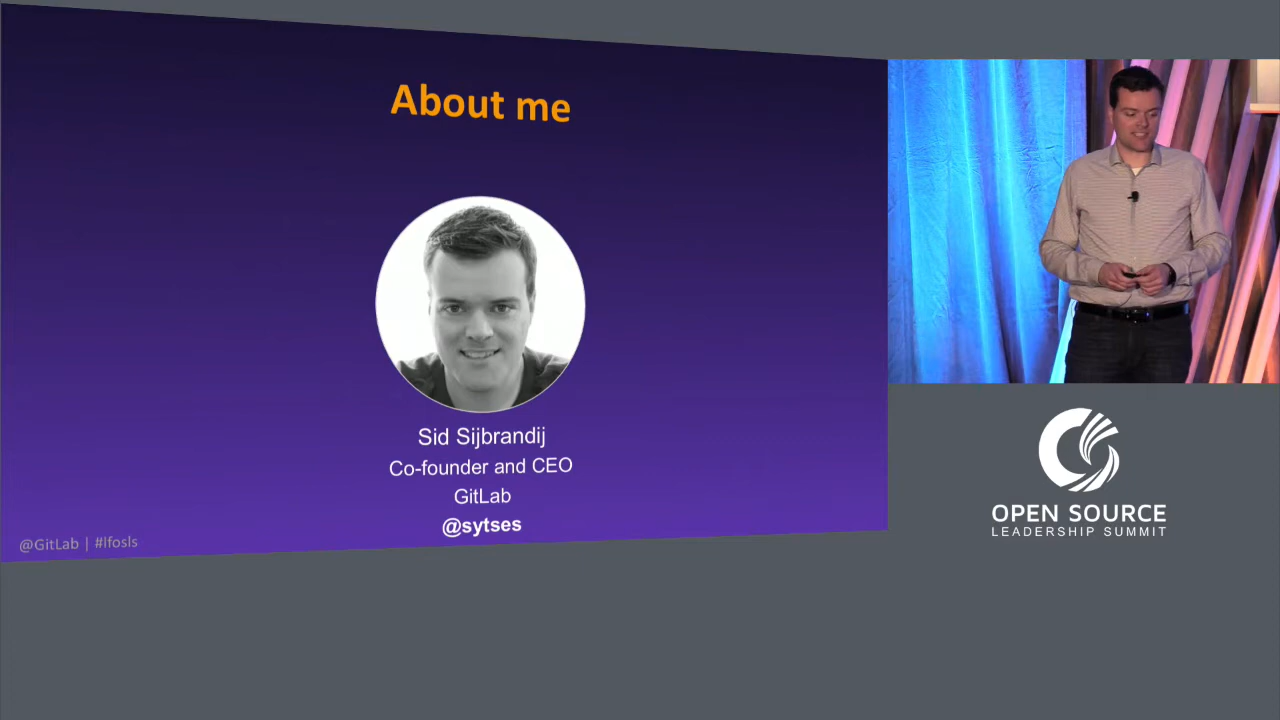 About me
Sid Sijbrandij
Co-founder and CEO
GitLab
@sytses
@GitLab | #lfosls
OPEN SOURCE
LEADERSHIP SUMMIT